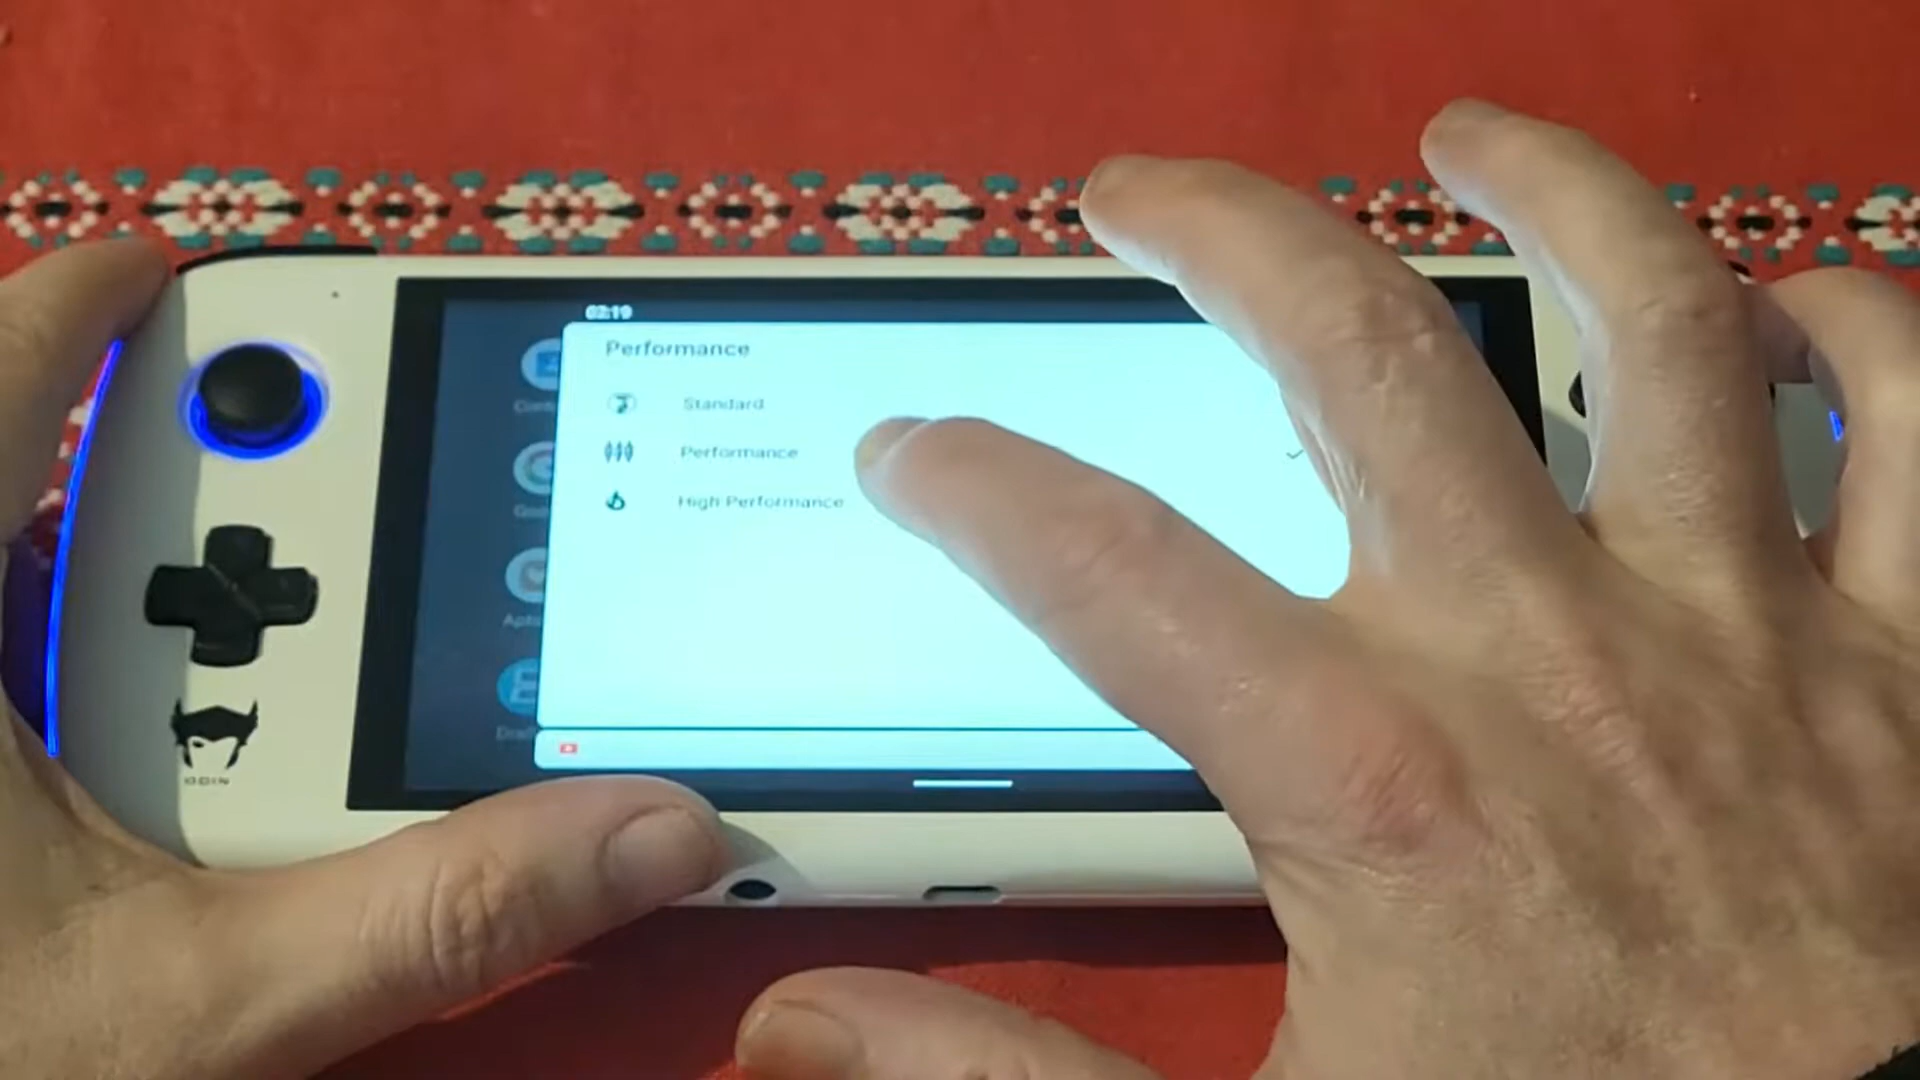 02:19
Performance
Standard
Performance
High Performance
ODIN